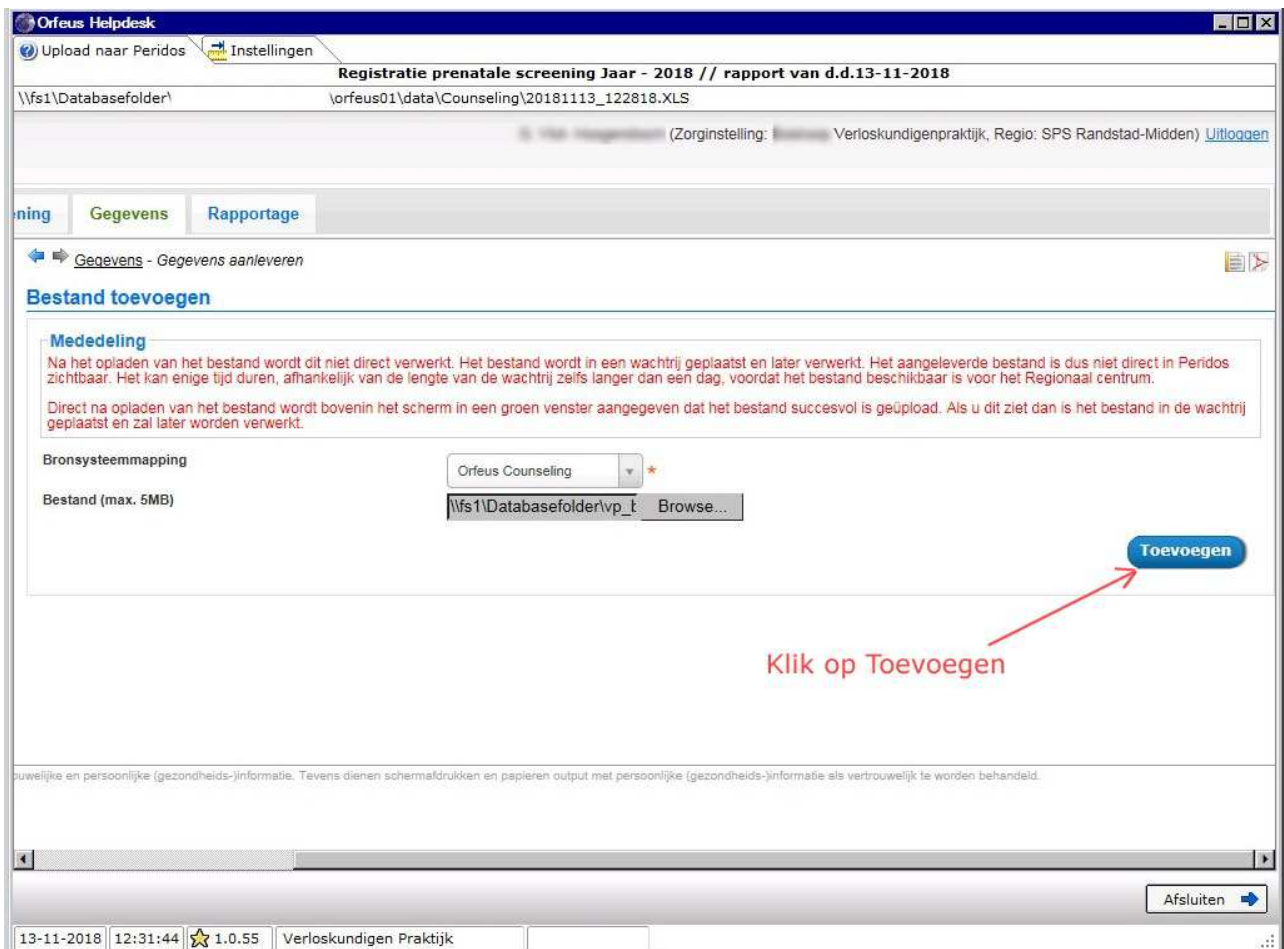 Orfeus Helpdesk
Upload naar Peridos Instellingen
Registratie prenatale screening Jaar - 2018 // rapport van d.d.13-11-2018
\\fs1\Databasefolder\ \orfeus01\data\Counseling\20181113_122818.XLS
(Zorginstelling: Verloskundigenpraktijk, Regio: SPS Randstad-Midden) Uitloggen
ening Gegevens Rapportage
Gegevens - Gegevens aanleveren
Bestand toevoegen
Mededeling
Na het opladen van het bestand wordt dit niet direct verwerkt. Het bestand wordt in een wachtrij geplaatst en later verwerkt. Het aangeleverde bestand is dus niet direct in Peridos
zichtbaar. Het kan enige tijd duren, afhankelijk van de lengte van de wachtrij zelfs langer dan een dag, voordat het bestand beschikbaar is voor het Regionaal centrum.
Direct na opladen van het bestand wordt bovenin het scherm in een groen venster aangegeven dat het bestand succesvol is geüpload. Als u dit ziet dan is het bestand in de wachtrij
geplaatst en zal later worden verwerkt.
Bronsysteemmapping Orfeus Counseling *
Bestand (max. 5MB) \\fs1\Databasefolder\vp_b Browse...
Toevoegen
Klik op Toevoegen
ouwelijke en persoonlijke (gezondheids-)informatie. Tevens dienen schermafdrukken en papieren output met persoonlijke (gezondheids-)informatie als vertrouwelijk te worden behandeld.
Afsluiten
13-11-2018 12:31:44 1.0.55 Verloskundigen Praktijk